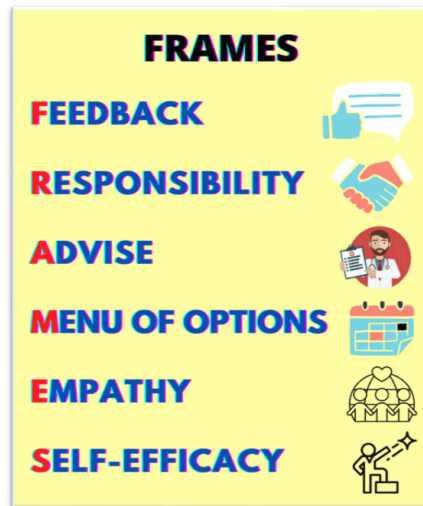 FRAMES
FEEDBACK
RESPONSIBILITY
ADVISE
MENU OF OPTIONS
EMPATHY
SELF-EFFICACY